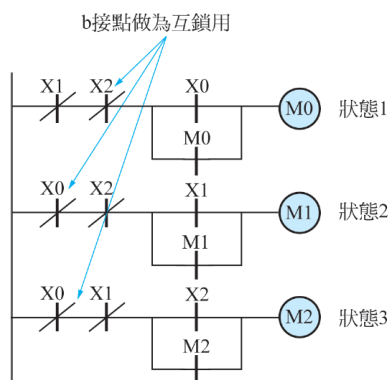 b接點做為互鎖用
X1 X2 X0
M0 狀態1
M0
X0 X2 X1
M1 狀態2
M1
X0 X1 X2
M2 狀態3
M2